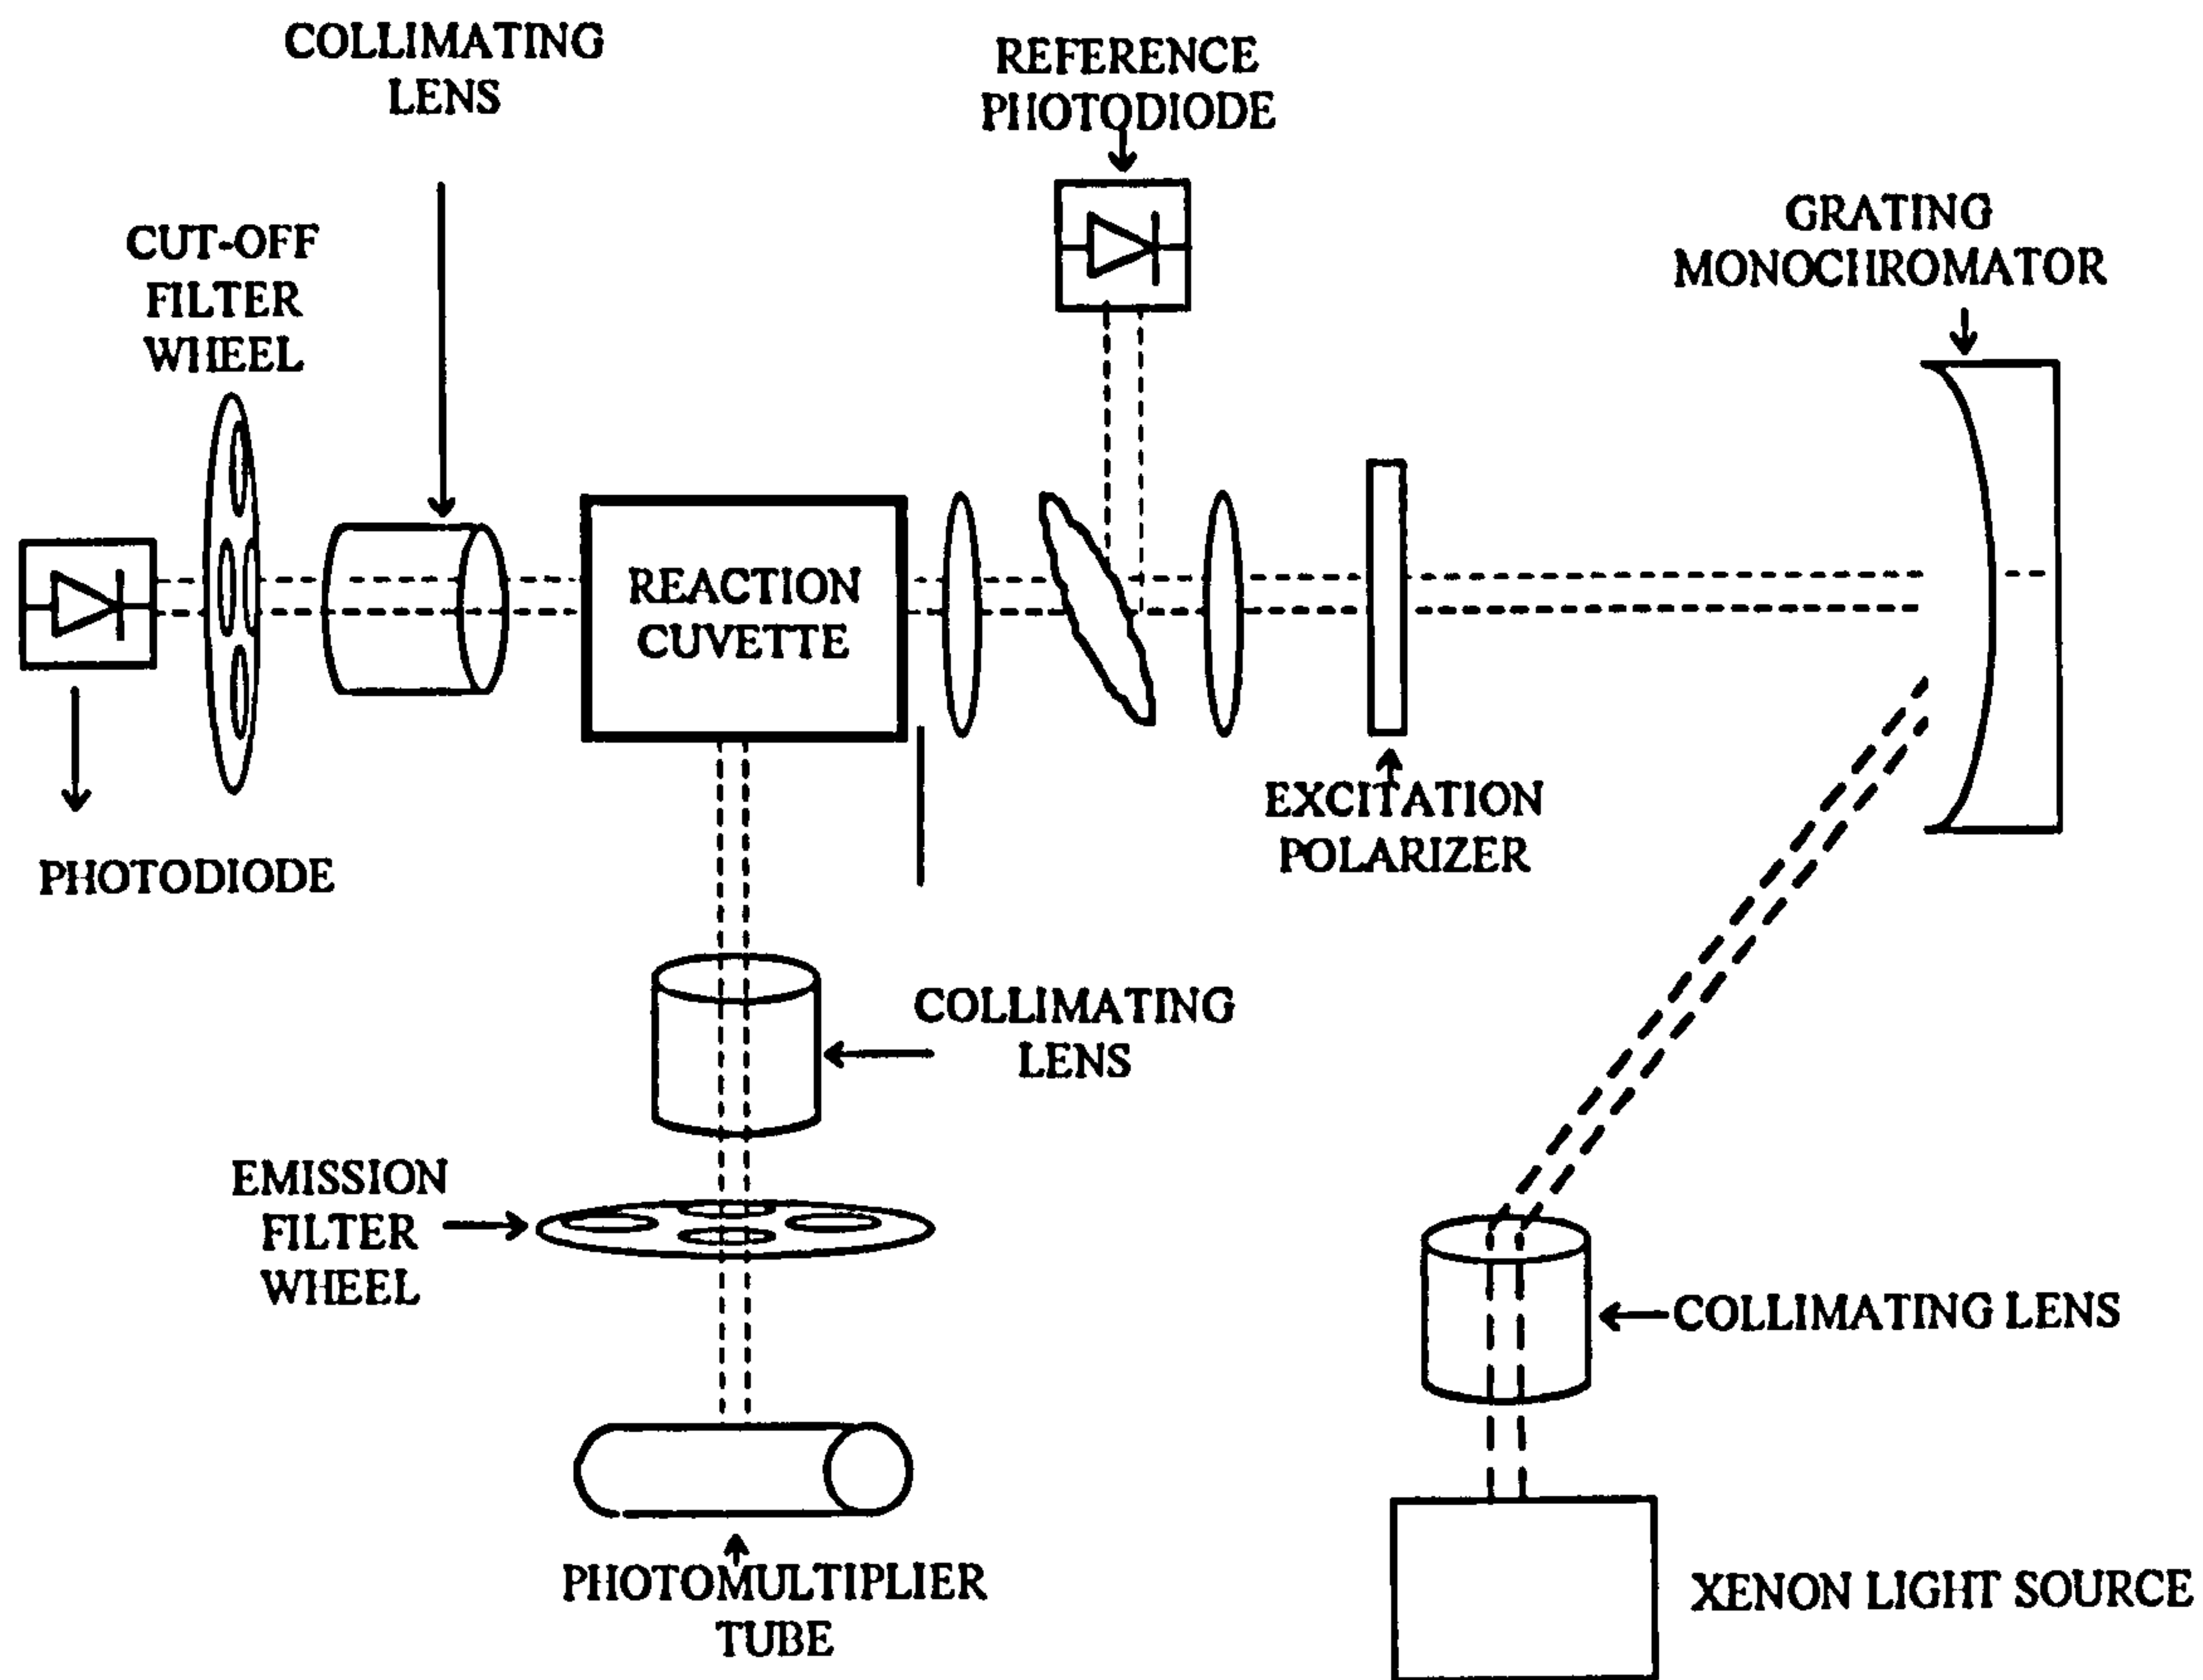 COLLIMATING
LENS
REFERENCE
PHOTODIODE
GRATING
MONOCHROMATOR
CUT-OFF
FILTER
WHEEL
REACTION
CUVETTE
EXCITATION
POLARIZER
PHOTODIODE
COLLIMATING
LENS
EMISSION
FILTER
WHEEL
COLLIMATING LENS
PHOTOMULTIPLIER
TUBE
XENON LIGHT SOURCE